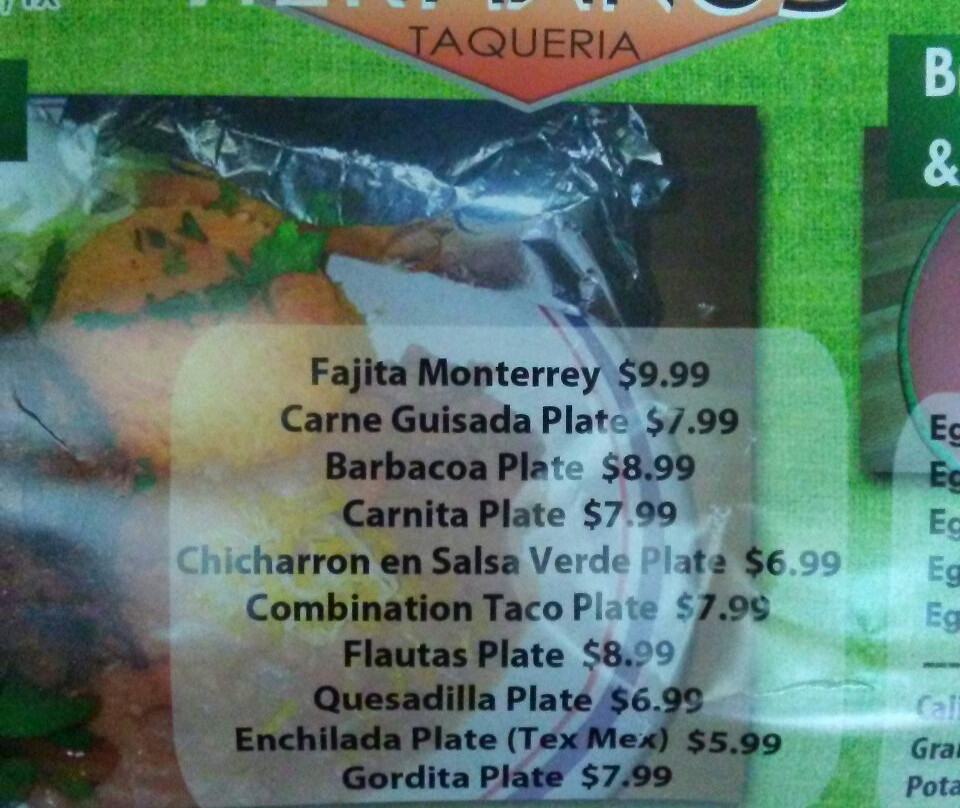 TAQUERIA
&
Fajita Monterrey $9.99
Carne Guisada Plate $7.99
Barbacoa Plate $8.99
Carnita Plate $7.99
Chicharron en Salsa Verde Plate $6.99
Combination Taco Plate $7.99
Flautas Plate $8.99
Quesadilla Plate $6.99
Enchilada Plate (Tex Mex) $5.99
Gordita Plate $7.99